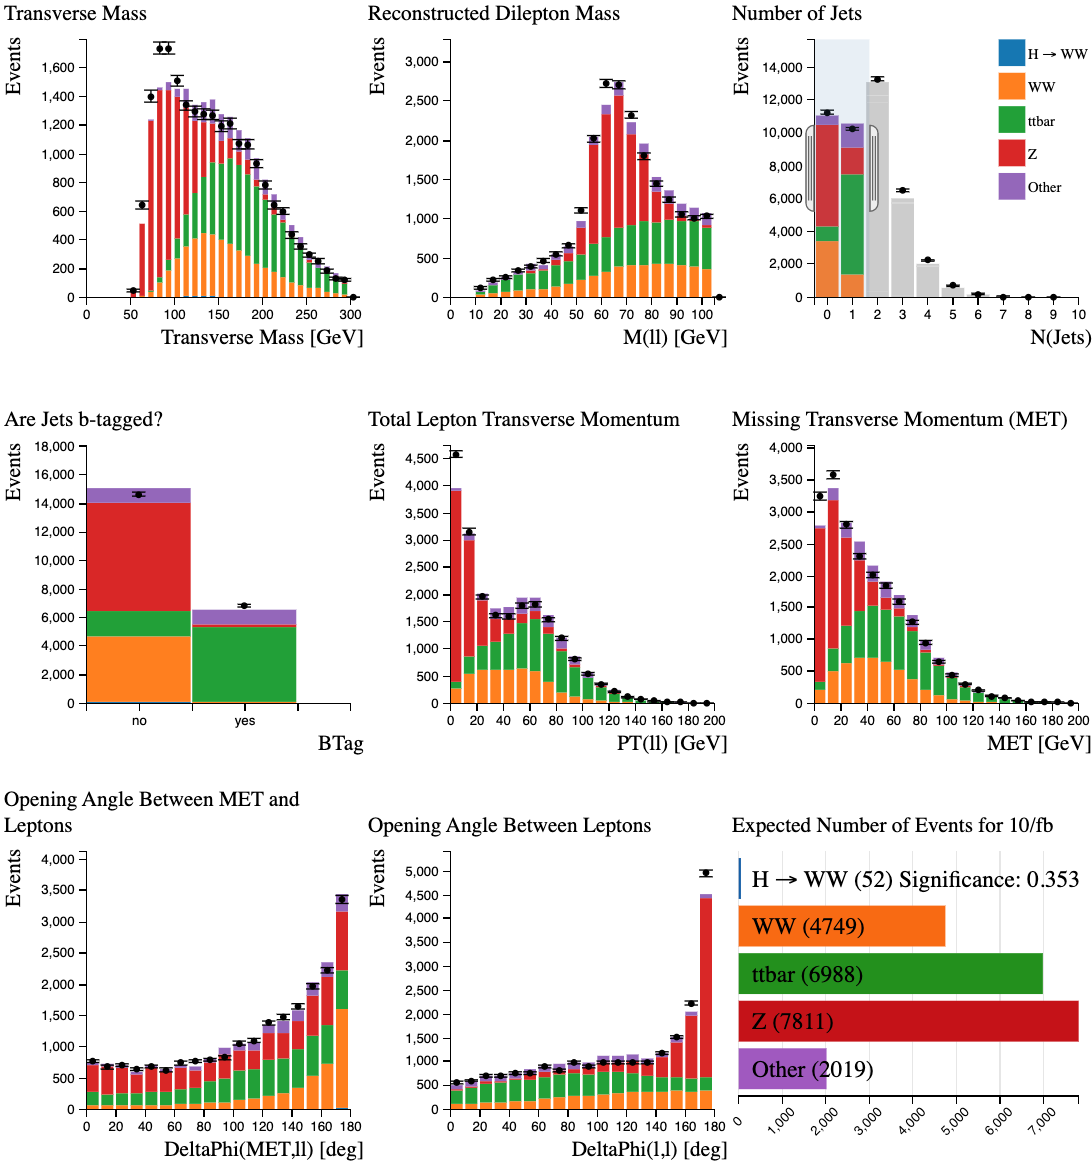 Transverse Mass
Events
1,600
1,400
1,200
1,000
800
600
400
200
0
0 50 100 150 200 250 300
Transverse Mass [GeV]
Reconstructed Dilepton Mass
Events
3,000
2,500
2,000
1,500
1,000
500
0
0 10 20 30 40 50 60 70 80 90 100
M(ll) [GeV]
Number of Jets
Events
14,000
12,000
10,000
8,000
6,000
4,000
2,000
0
0 1 2 3 4 5 6 7 8 9 10
N(Jets)
H → WW
WW
ttbar
Z
Other
Are Jets b-tagged?
Events
18,000
16,000
14,000
12,000
10,000
8,000
6,000
4,000
2,000
0
no yes
BTag
Total Lepton Transverse Momentum
Events
4,500
4,000
3,500
3,000
2,500
2,000
1,500
1,000
500
0
0 20 40 60 80 100 120 140 160 180 200
PT(ll) [GeV]
Missing Transverse Momentum (MET)
Events
4,000
3,500
3,000
2,500
2,000
1,500
1,000
500
0
0 20 40 60 80 100 120 140 160 180 200
MET [GeV]
Opening Angle Between MET and
Leptons
Events
4,000
3,500
3,000
2,500
2,000
1,500
1,000
500
0
0 20 40 60 80 100 120 140 160 180
DeltaPhi(MET,ll) [deg]
Opening Angle Between Leptons
Events
5,000
4,500
4,000
3,500
3,000
2,500
2,000
1,500
1,000
500
0
0 20 40 60 80 100 120 140 160 180
DeltaPhi(l,l) [deg]
Expected Number of Events for 10/fb
H → WW (52) Significance: 0.353
WW (4749)
ttbar (6988)
Z (7811)
Other (2019)
0 1,000 2,000 3,000 4,000 5,000 6,000 7,000